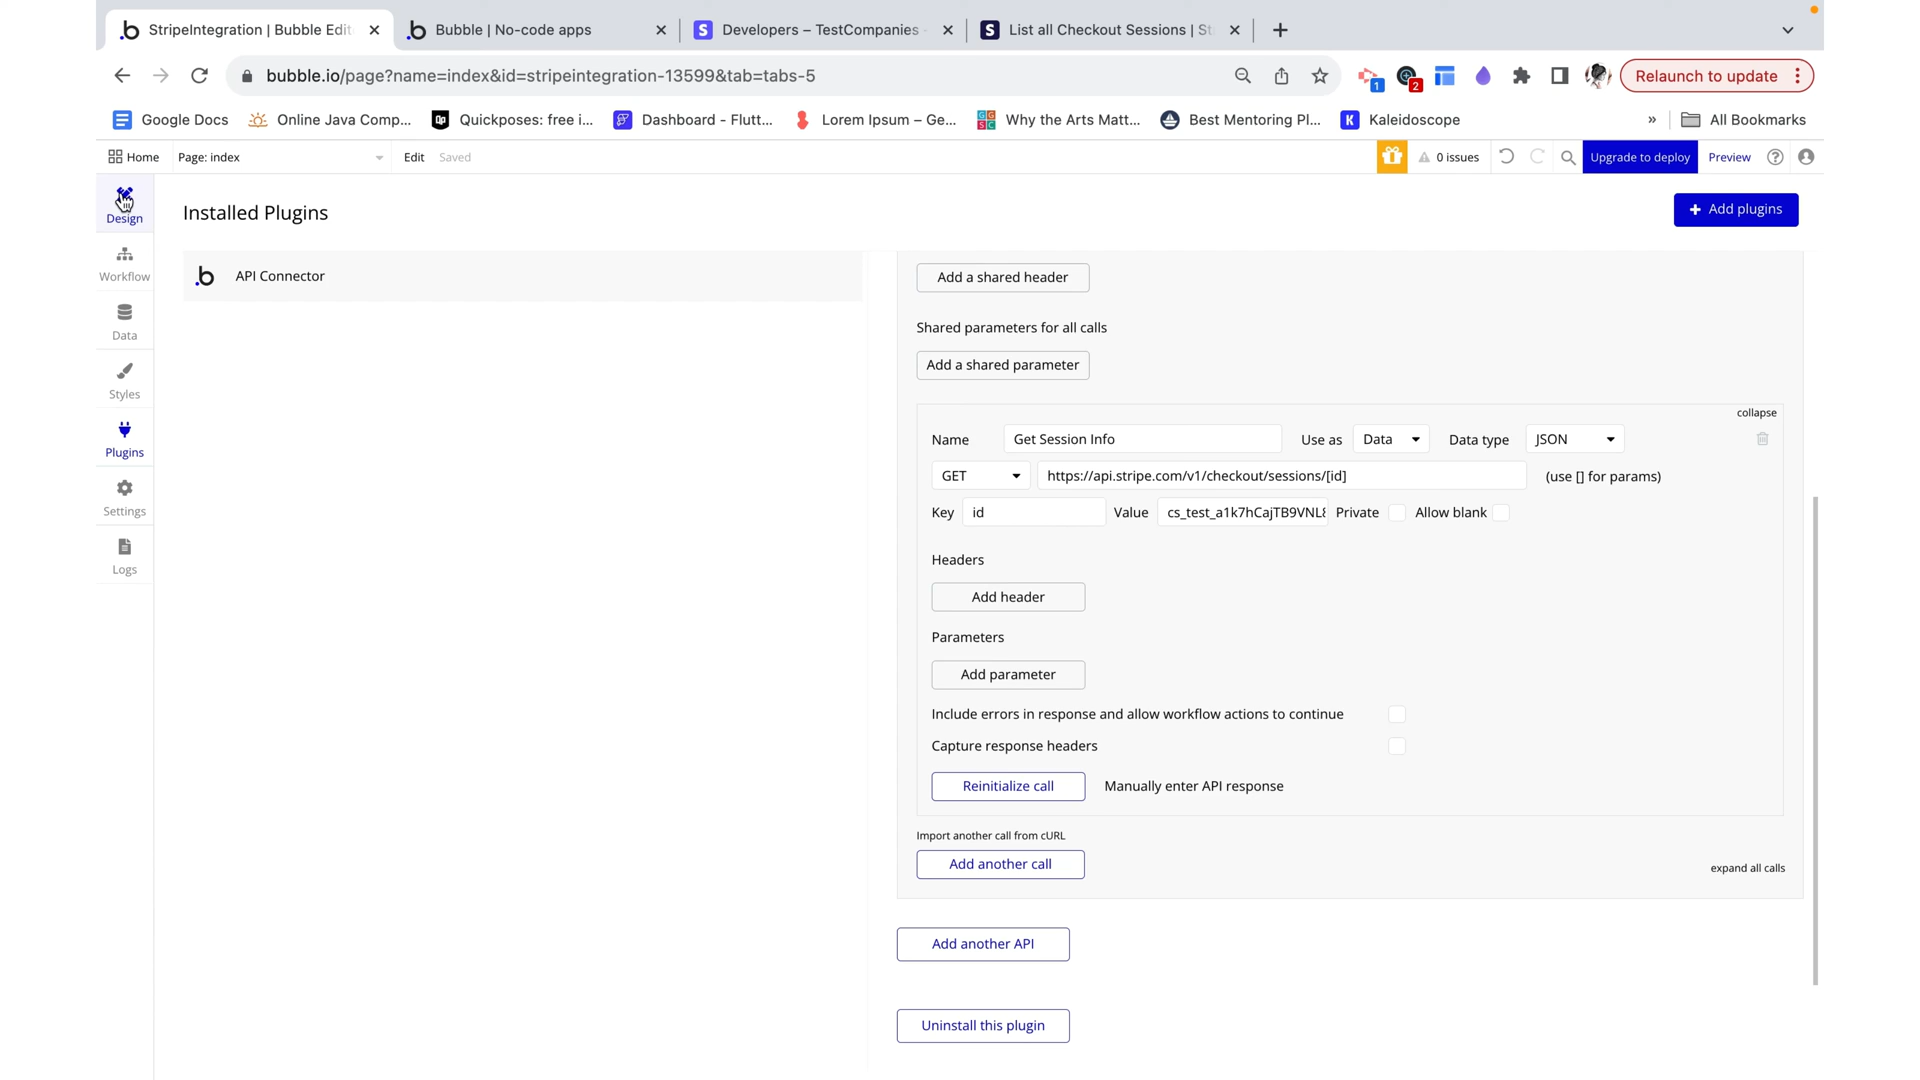 StripeIntegration | Bubble Edit
Bubble | No-code apps
Developers – TestCompanies
List all Checkout Sessions | St
bubble.io/page?name=index&id=stripeintegration-13599&tab=tabs-5
1
2
Relaunch to update
Google Docs
Online Java Comp...
Qp
Quickposes: free i...
Dashboard - Flutt...
Lorem Ipsum – Ge...
Why the Arts Matt...
Best Mentoring Pl...
K
Kaleidoscope
»
All Bookmarks
Home
Page: index
Edit
Saved
0 issues
Upgrade to deploy
Preview
?
Design
Workflow
Data
Styles
Plugins
Settings
Logs
Installed Plugins
+ Add plugins
b API Connector
Add a shared header
Shared parameters for all calls
Add a shared parameter
collapse
Name Get Session Info Use as Data Data type JSON
GET https://api.stripe.com/v1/checkout/sessions/[id] (use [] for params)
Key id Value cs_test_a1k7hCajTB9VNL8 Private Allow blank
Headers
Add header
Parameters
Add parameter
Include errors in response and allow workflow actions to continue
Capture response headers
Reinitialize call Manually enter API response
Import another call from cURL
Add another call
expand all calls
Add another API
Uninstall this plugin